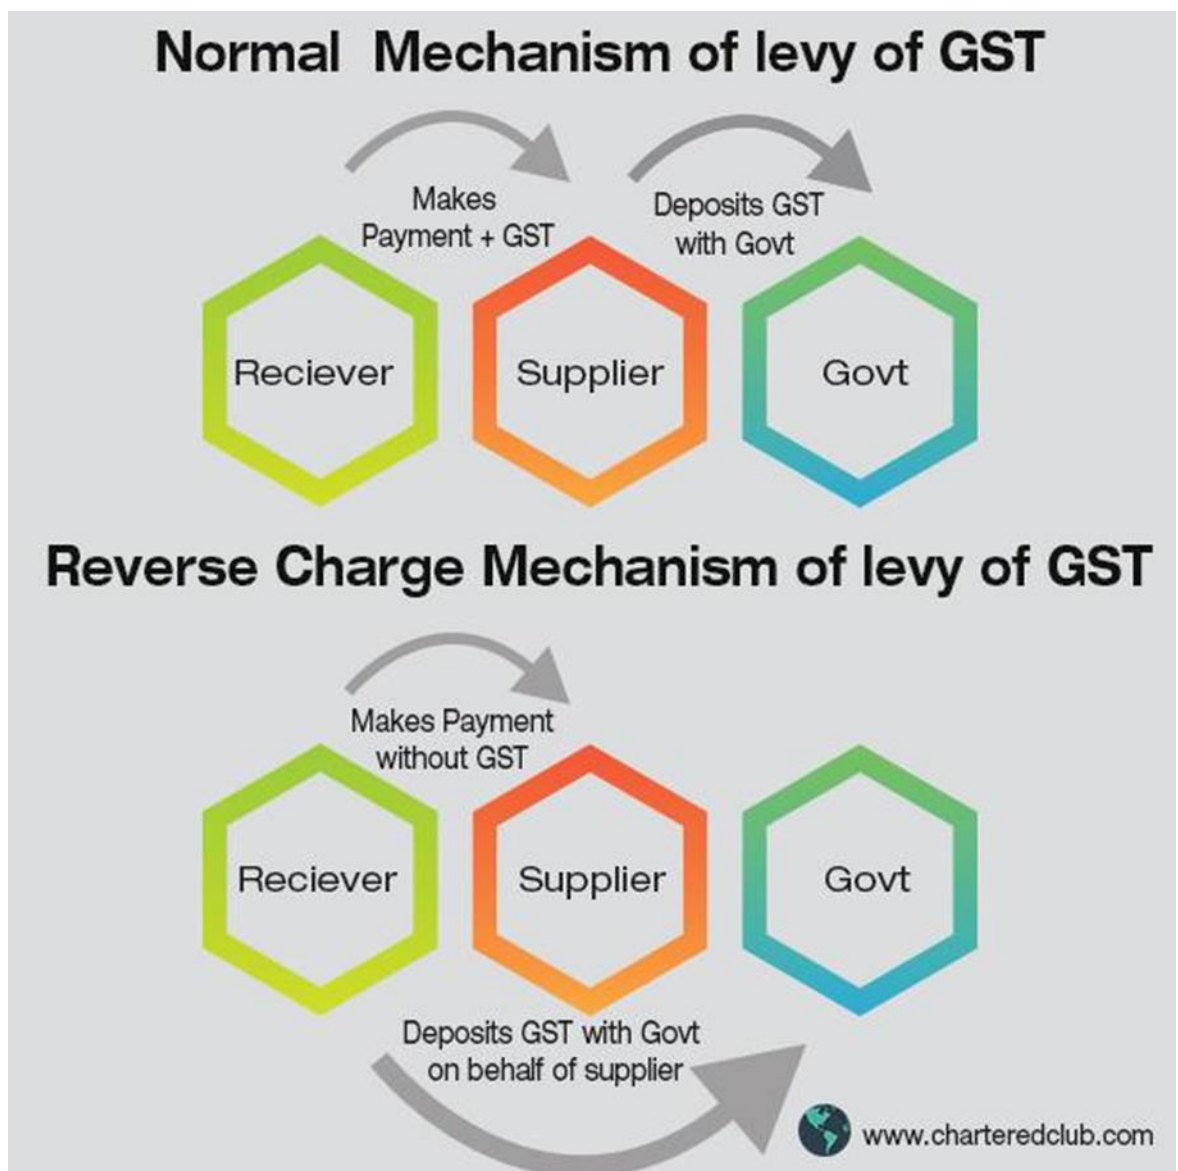 Normal Mechanism of levy of GST
Makes
Payment + GST
Deposits GST
with Govt
Reciever
Supplier
Govt
Reverse Charge Mechanism of levy of GST
Makes Payment
without GST
Reciever
Supplier
Govt
Deposits GST with Govt
on behalf of supplier
www.charteredclub.com